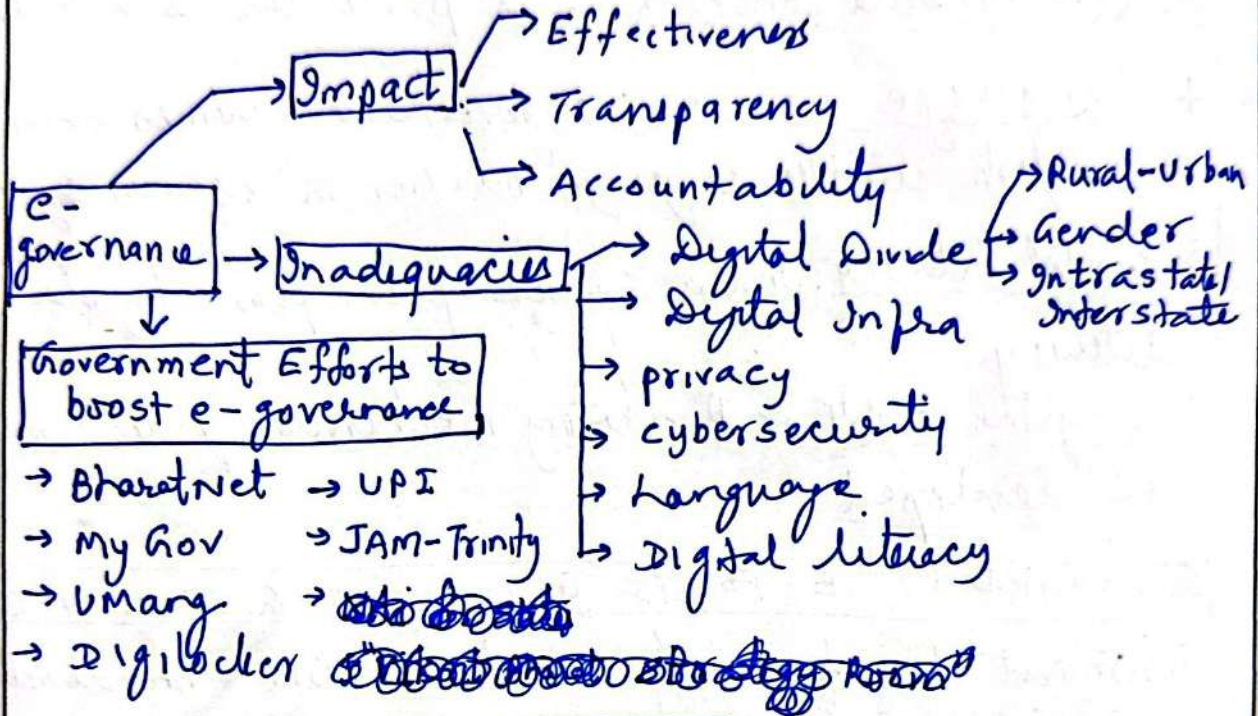 → Effectiveness
Impact → Transparency
→ Accountability
e-
governance
→ Inadequacies
→ Digital Divide
→ Rural-Urban
→ Gender
→ Intrastate/
Interstate
→ Digital Infra
→ privacy
→ cybersecurity
→ Language
→ Digital literacy
Government Efforts to
boost e-governance
→ BharatNet → UPI
→ My Gov → JAM-Trinity
→ UMang
→ Digilocker